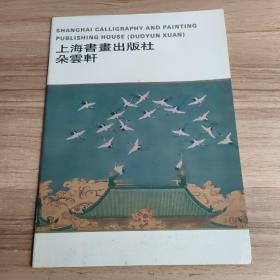 SHANGHAI CALLIGRAPHY AND PAINTING
PUBLISHING HOUSE (DUOYUN XUAN)
上海書畫出版社
朵雲軒